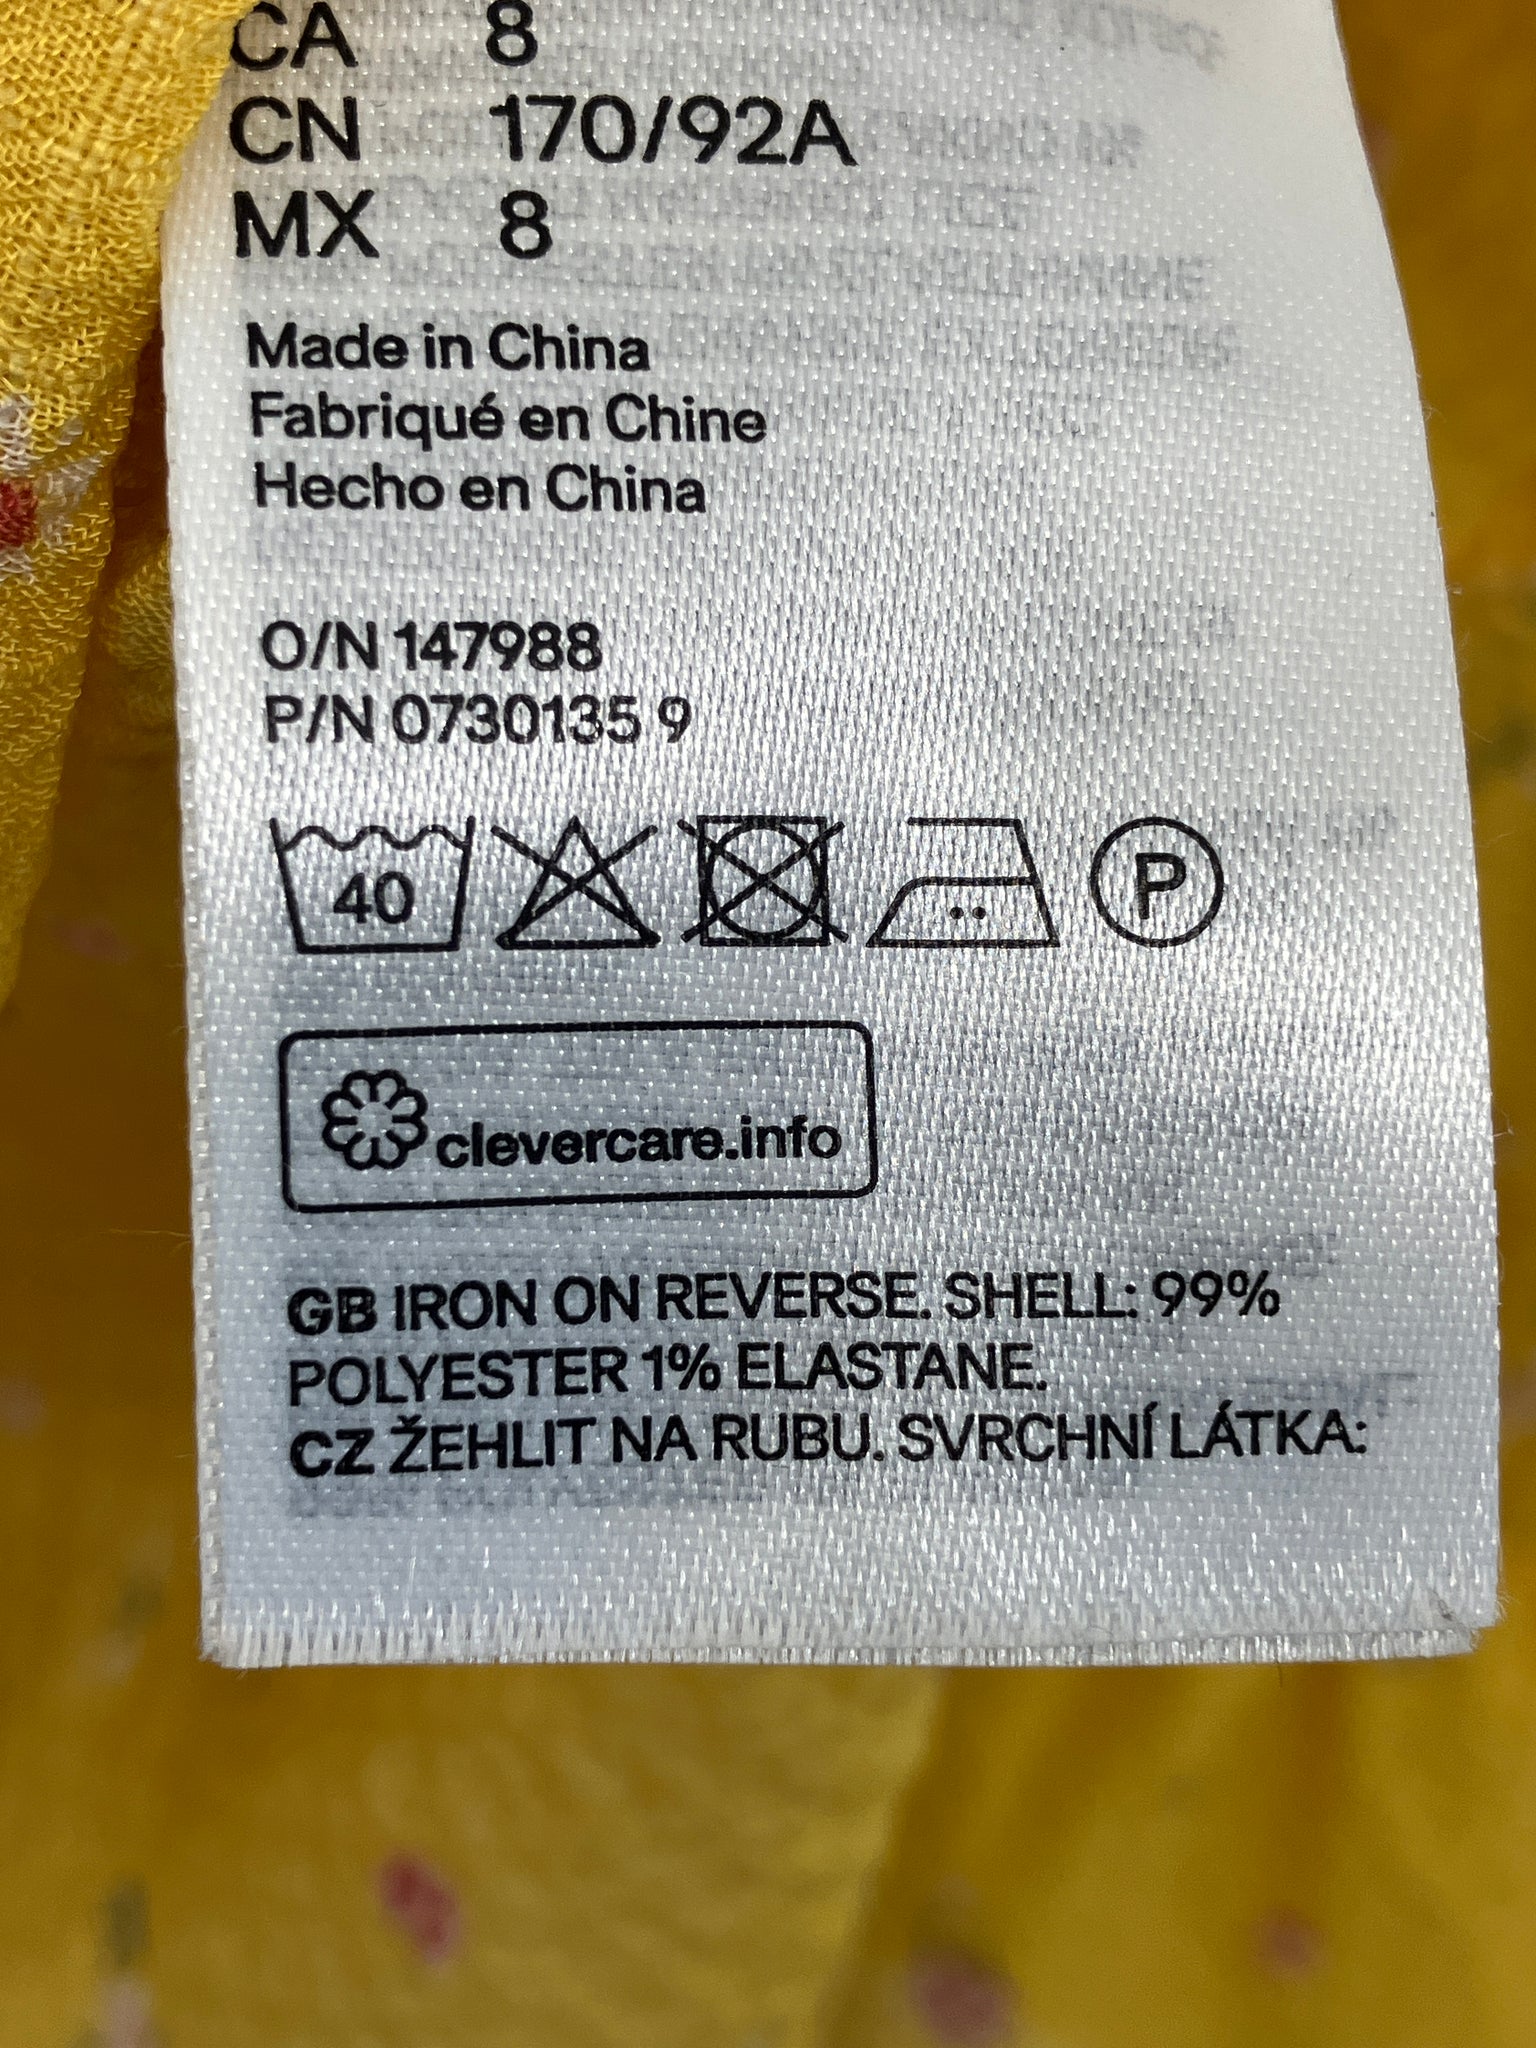 CA 8
CN 170/92A
MX 8
Made in China
Fabriqué en Chine
Hecho en China
O/N 147988
P/N 0730135 9
40 P
clevercare.info
GB IRON ON REVERSE. SHELL: 99%
POLYESTER 1% ELASTANE.
CZ ŽEHLIT NA RUBU. SVRCHNÍ LÁTKA: